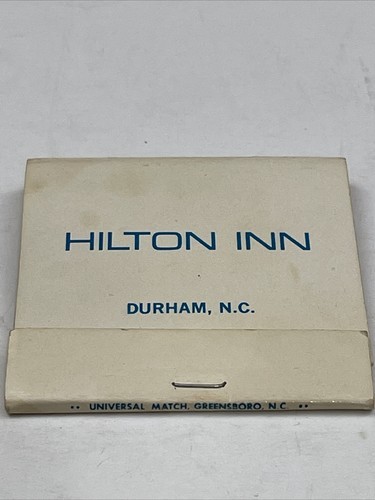 HILTON INN
DURHAM, N.C.
•• UNIVERSAL MATCH, GREENSBORO, N.C. ••